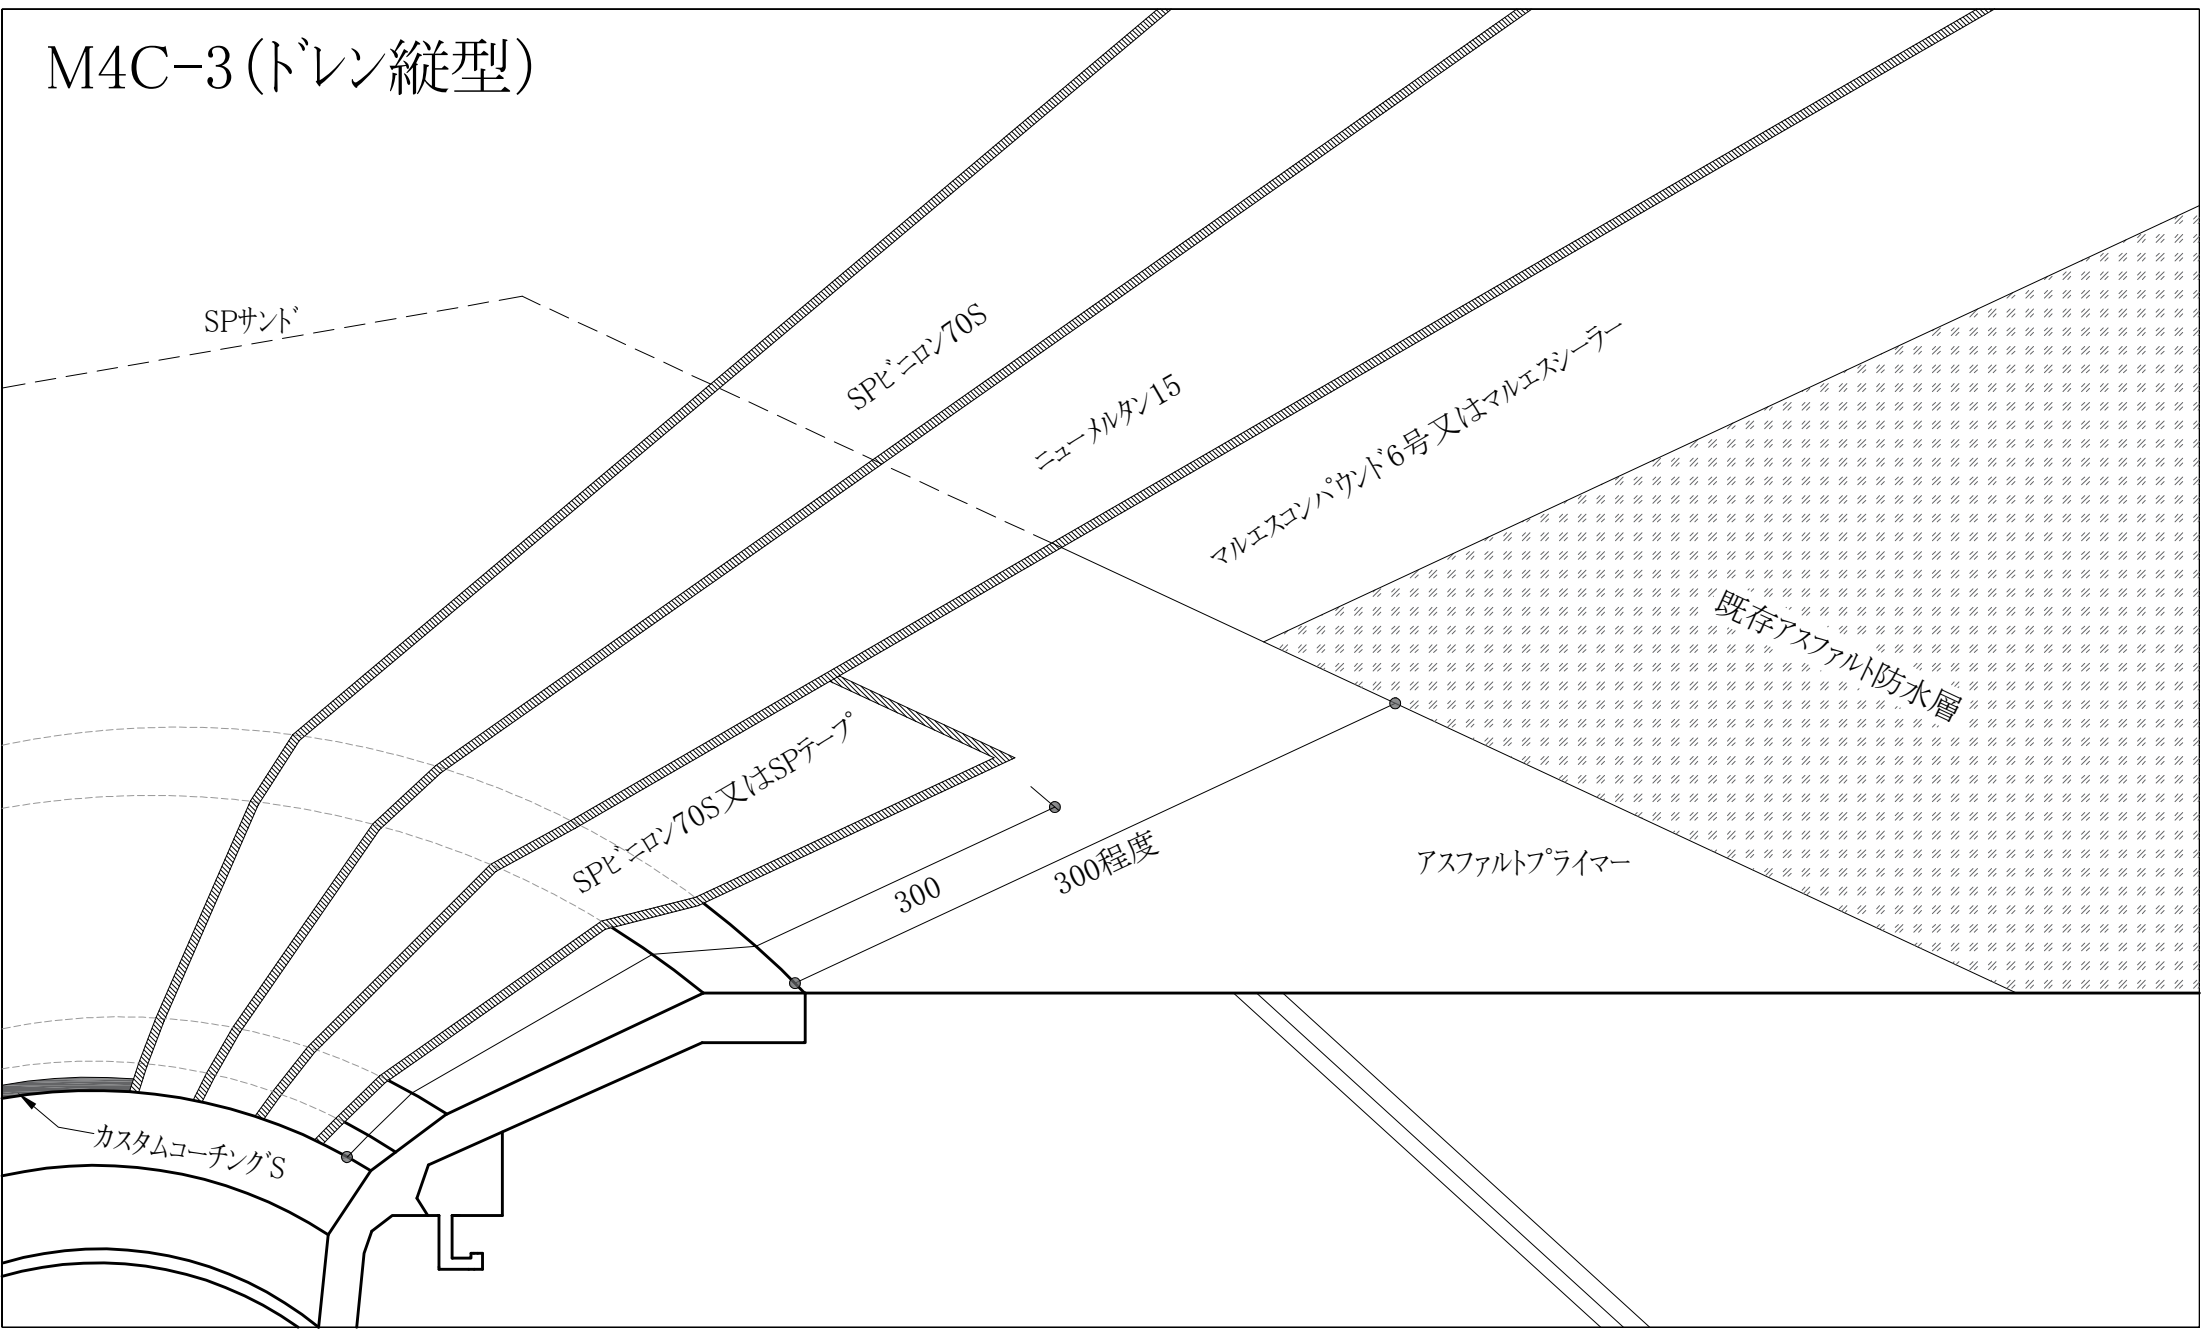 M4C-3(ドレン縦型)
SPサンド
SPビニロン70S
ニューメルタン15
マルエスコンパウンド6号又はマルエスシーラー
既存アスファルト防水層
SPビニロン70S又はSPテープ
300
300程度
アスファルトプライマー
カスタムコーチングS